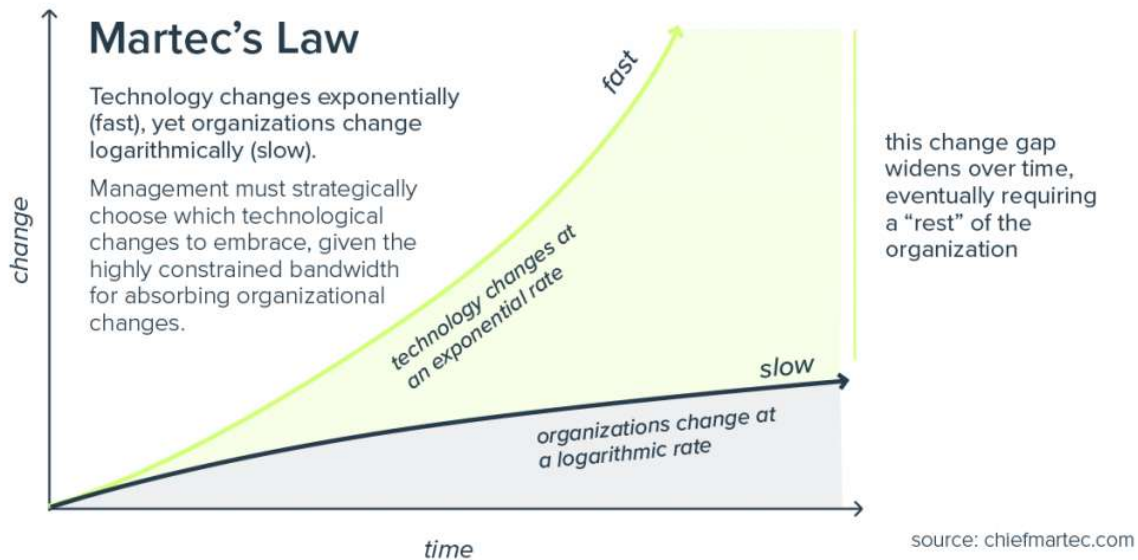 Martec's Law
Technology changes exponentially
(fast), yet organizations change
logarithmically (slow).
Management must strategically
choose which technological
changes to embrace, given the
highly constrained bandwidth
for absorbing organizational
changes.
change
fast
technology changes at
an exponential rate
slow
organizations change at
a logarithmic rate
this change gap
widens over time,
eventually requiring
a “rest” of the
organization
time
source: chiefmartec.com